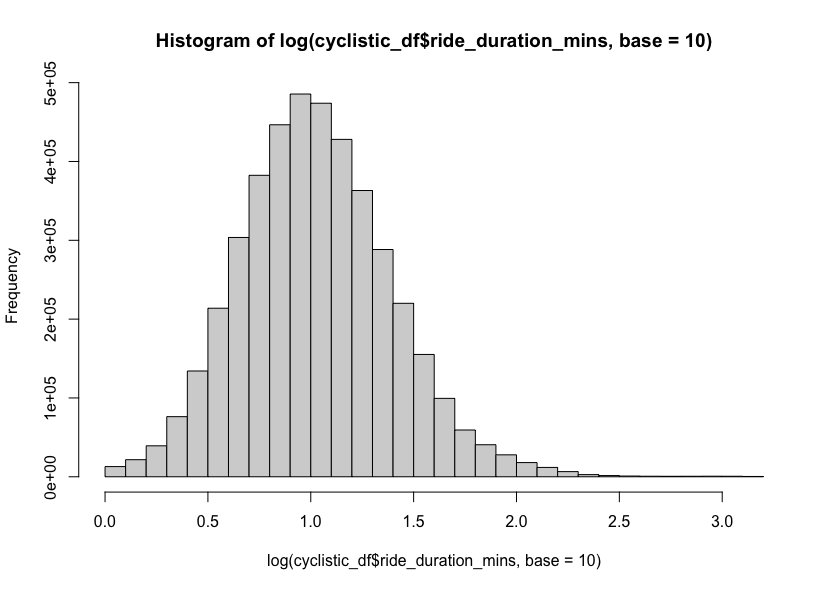 Histogram of log(cyclistic_df$ride_duration_mins, base = 10)
Frequency
5e+05
4e+05
3e+05
2e+05
1e+05
0e+00
0.0 0.5 1.0 1.5 2.0 2.5 3.0
log(cyclistic_df$ride_duration_mins, base = 10)